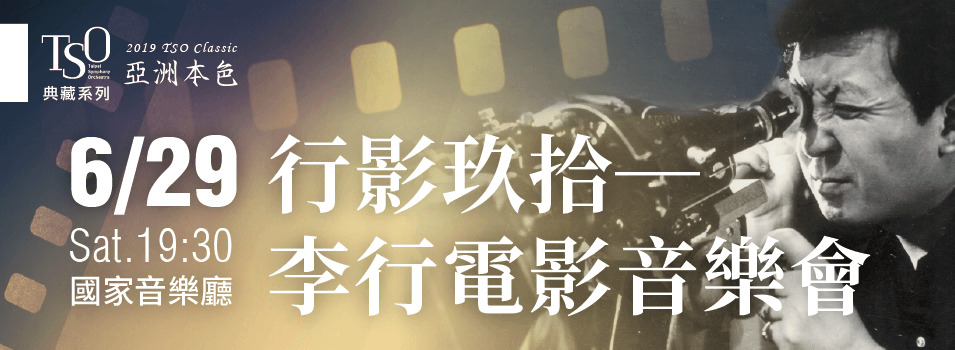 TSO
Taipei
Symphony
Orchestra
典藏系列
2019 TSO Classic
亞洲本色
6/29
Sat.19:30
國家音樂廳
行影玖拾—
李行電影音樂會